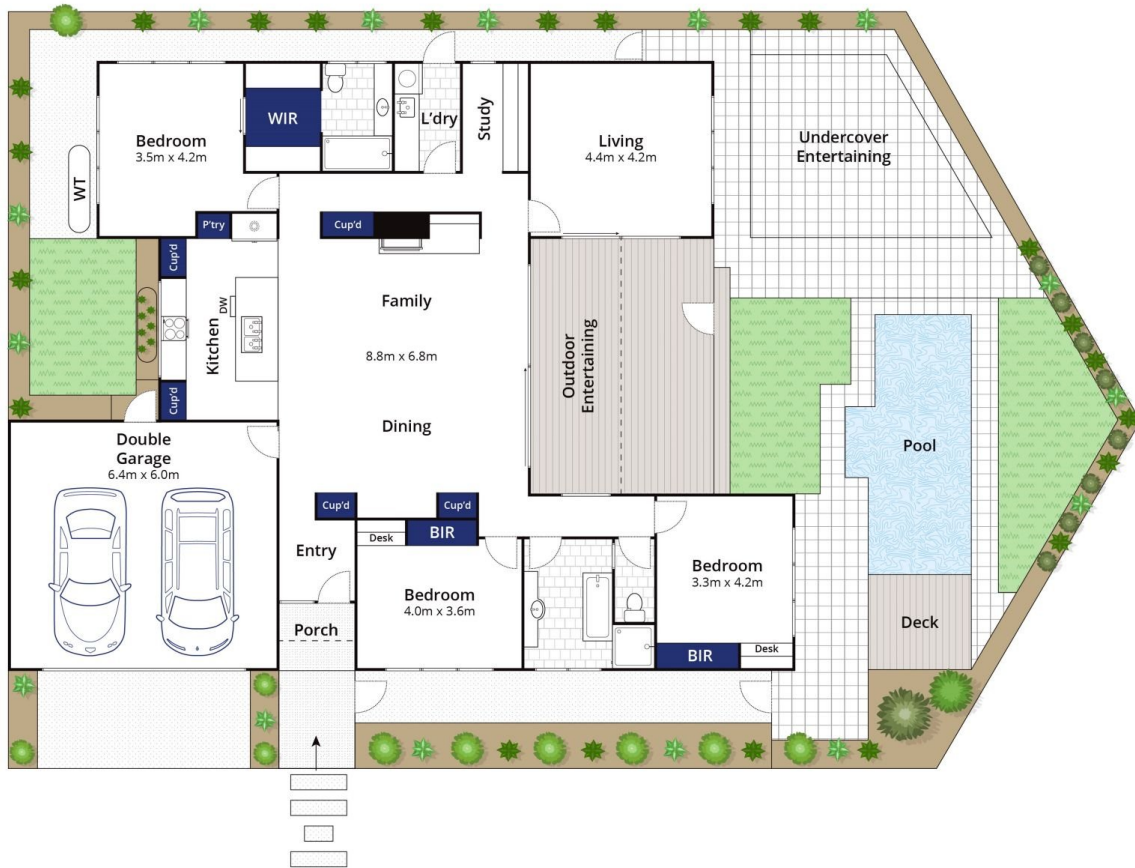 Bedroom
3.5m x 4.2m
WIR
L'dry
Study
Living
4.4m x 4.2m
Undercover
Entertaining
WT
P'try
Cup'd
Cup'd
Kitchen
DW
Cup'd
Family
8.8m x 6.8m
Dining
Outdoor
Entertaining
Pool
Double
Garage
6.4m x 6.0m
Cup'd
Cup'd
Desk
BIR
Entry
Bedroom
4.0m x 3.6m
Bedroom
3.3m x 4.2m
BIR
Desk
Deck
Porch